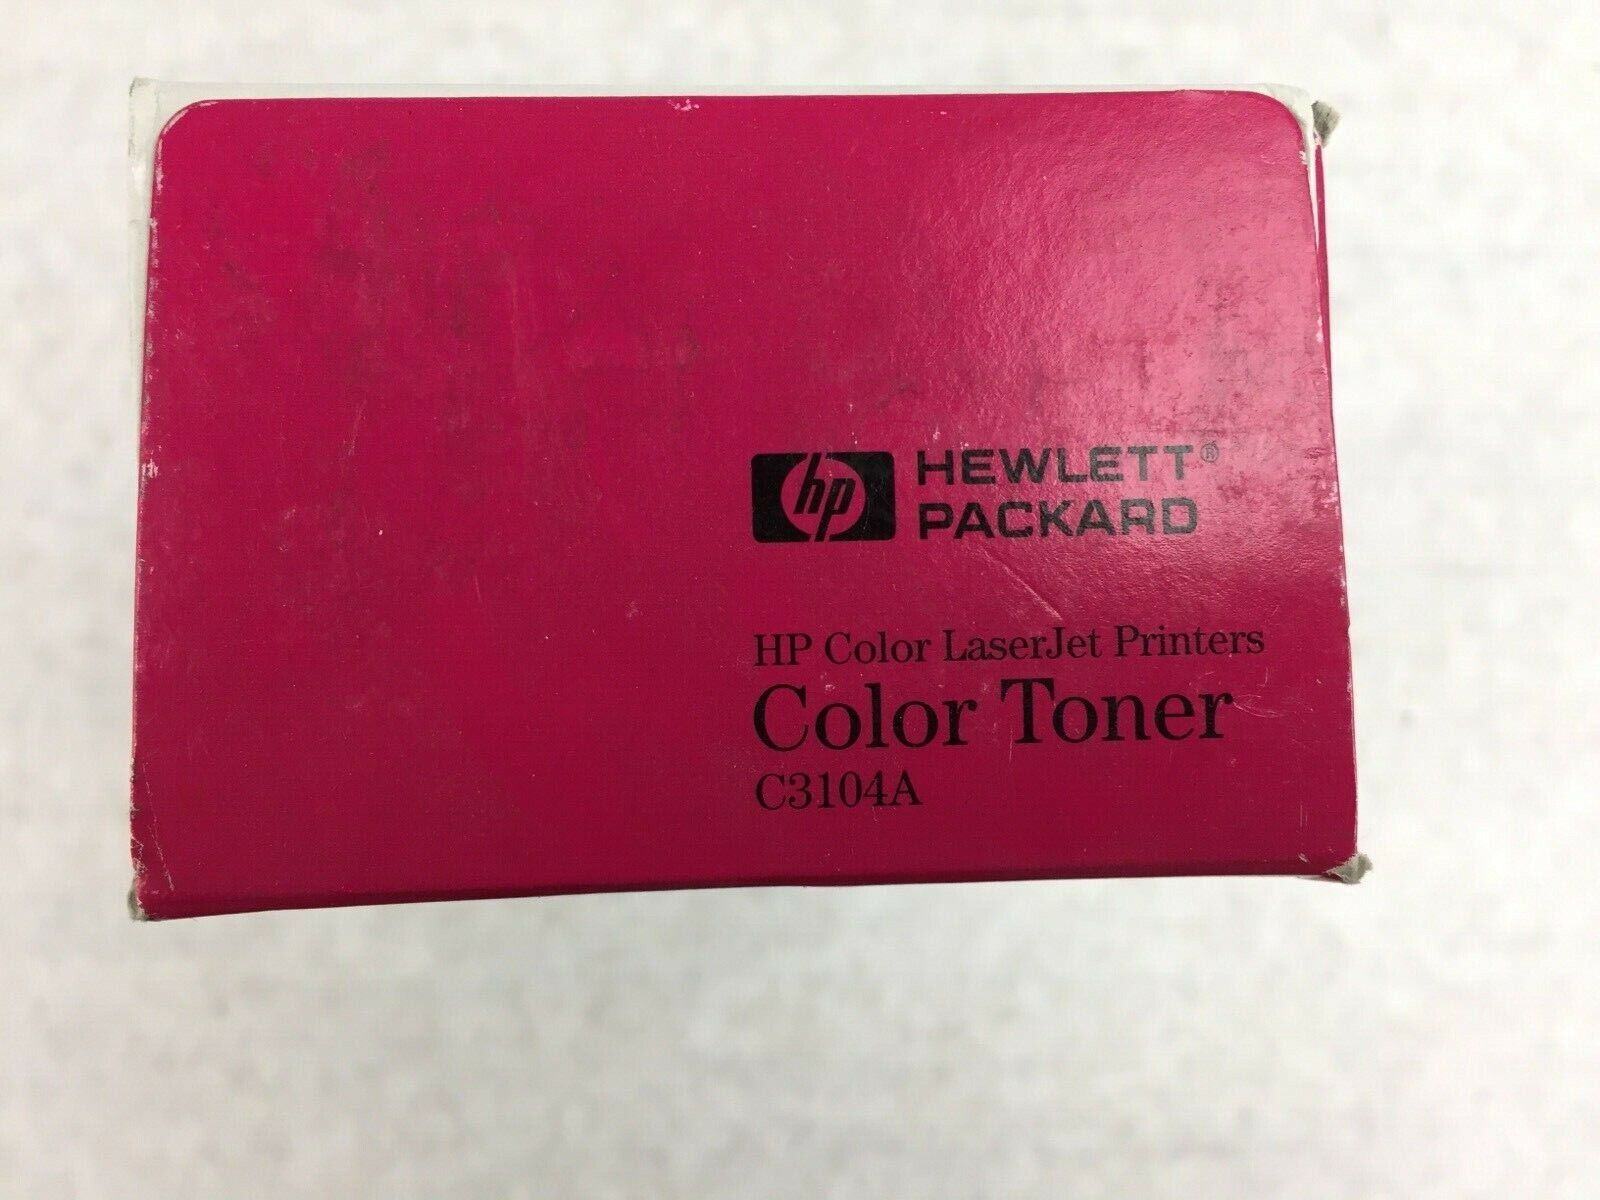 hp HEWLETT®
PACKARD
HP Color LaserJet Printers
Color Toner
C3104A